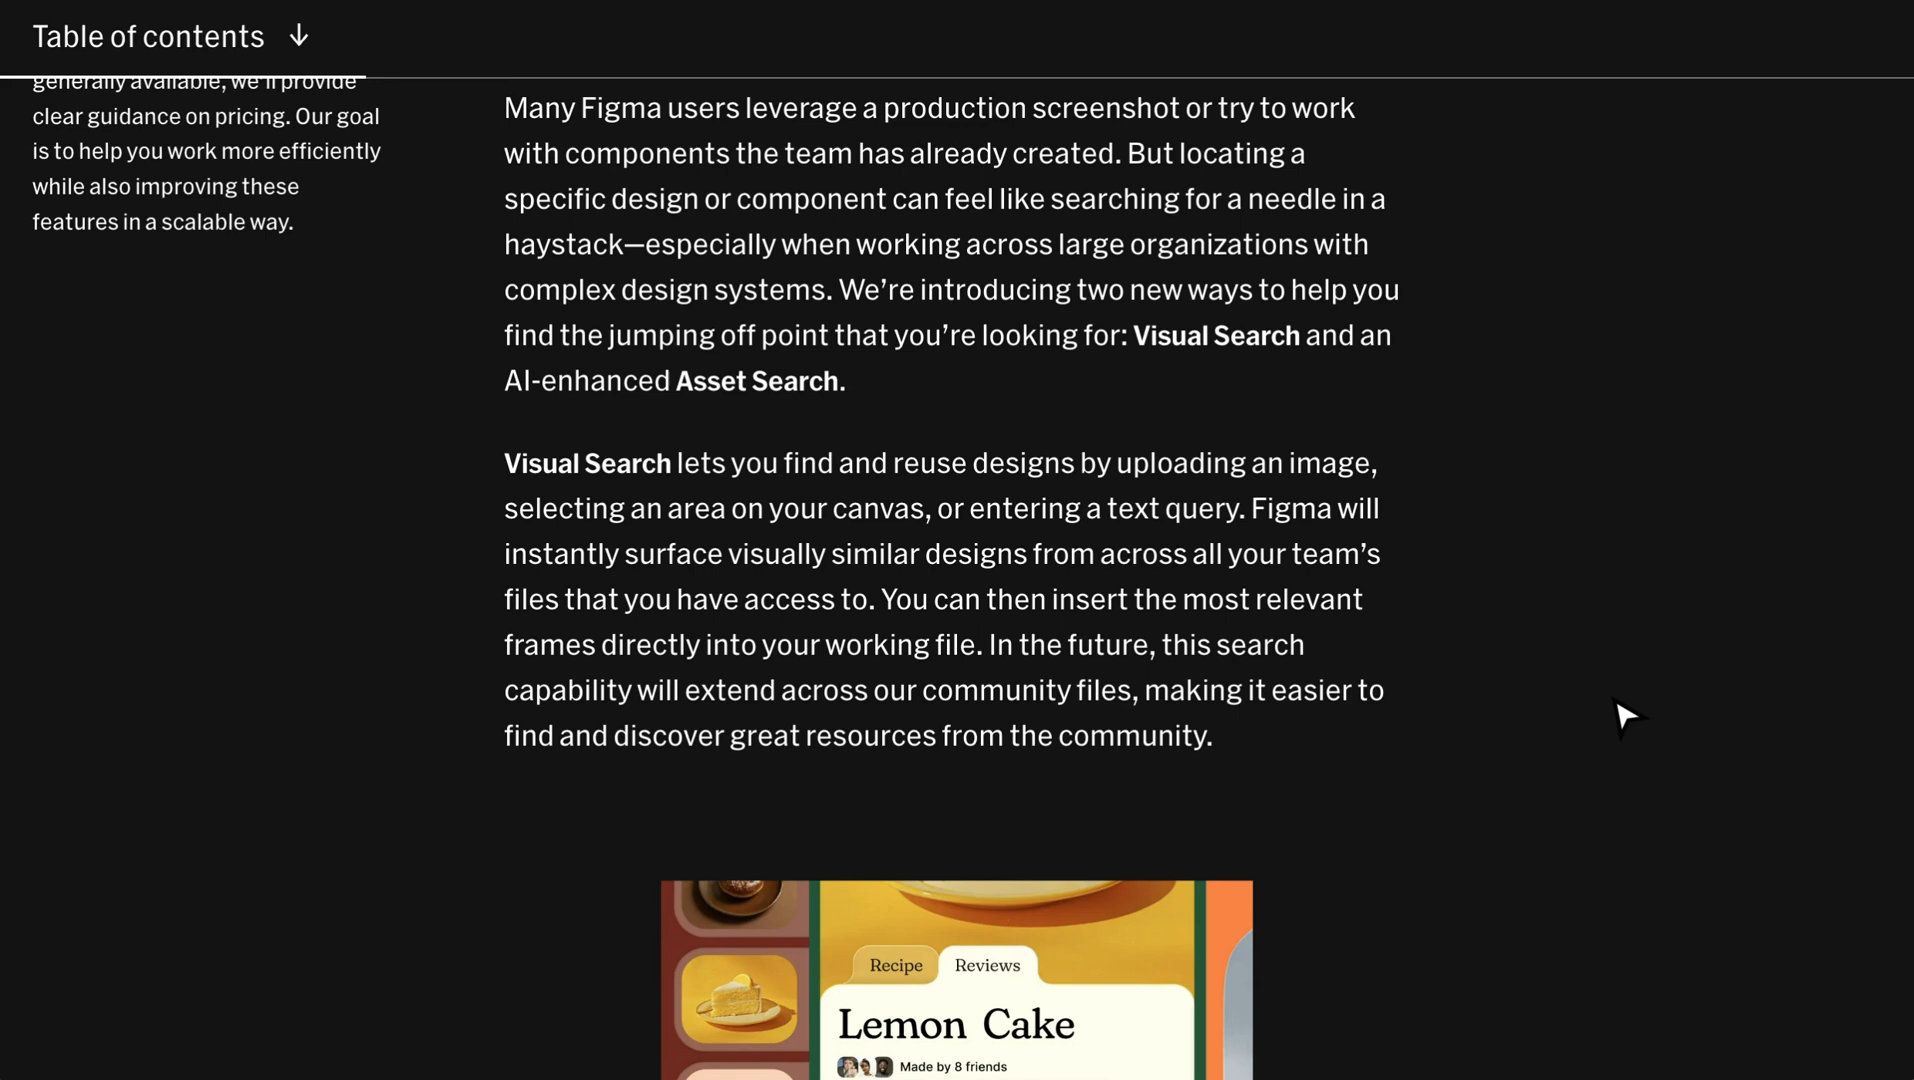 Table of contents ↓
generally available, we’ll provide
clear guidance on pricing. Our goal
is to help you work more efficiently
while also improving these
features in a scalable way.
Many Figma users leverage a production screenshot or try to work
with components the team has already created. But locating a
specific design or component can feel like searching for a needle in a
haystack—especially when working across large organizations with
complex design systems. We’re introducing two new ways to help you
find the jumping off point that you’re looking for: Visual Search and an
AI-enhanced Asset Search.
Visual Search lets you find and reuse designs by uploading an image,
selecting an area on your canvas, or entering a text query. Figma will
instantly surface visually similar designs from across all your team’s
files that you have access to. You can then insert the most relevant
frames directly into your working file. In the future, this search
capability will extend across our community files, making it easier to
find and discover great resources from the community.
Recipe
Reviews
Lemon Cake
Made by 8 friends